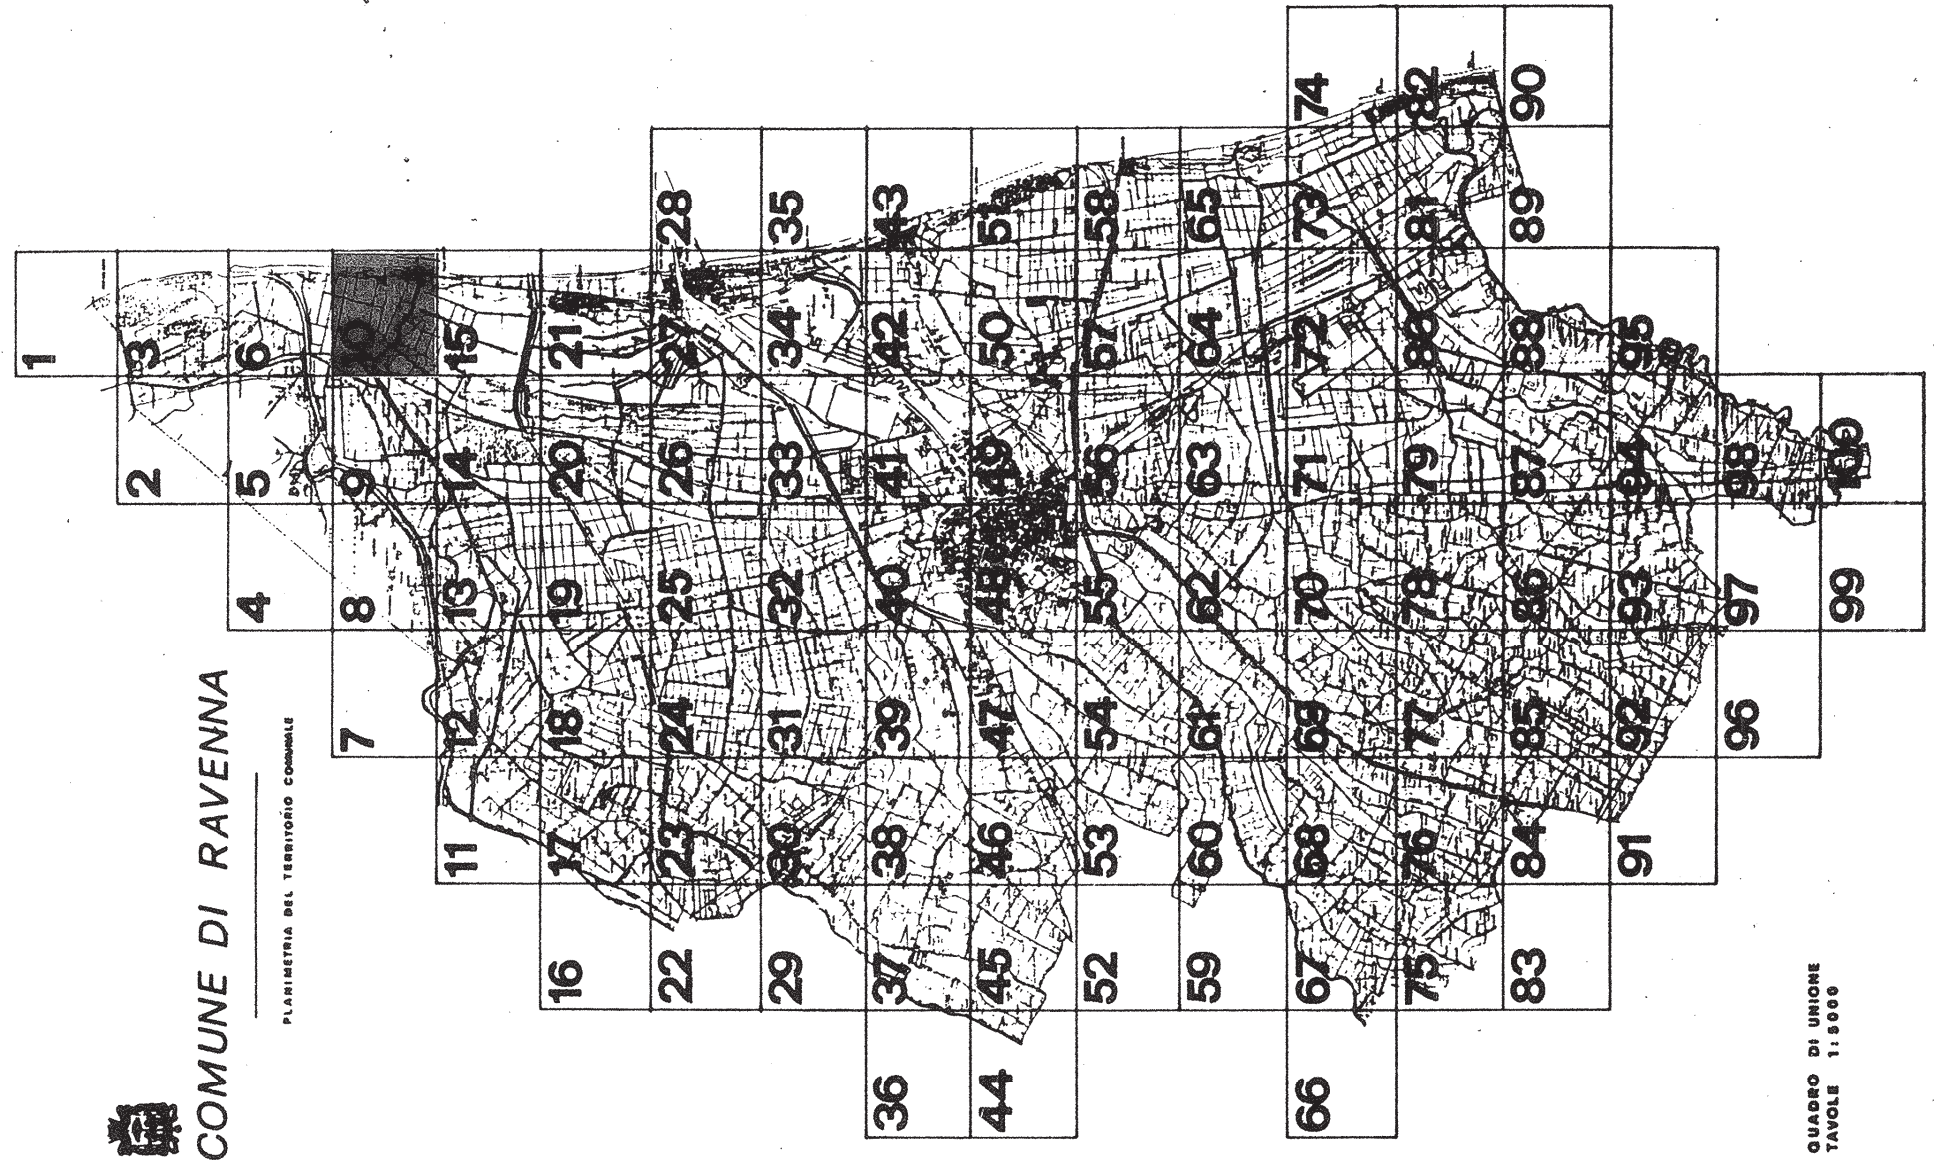 COMUNE DI RAVENNA
PLANIMETRIA DEL TERRITORIO COMUNALE
1
2 3
4 5 6
7 8 9 10
11 12 13 14 15
16 17 18 19 20 21
22 23 24 25 26 27 28
29 30 31 32 33 34 35
36 37 38 39 40 41 42 43
44 45 46 47 48 49 50 51
52 53 54 55 56 57 58
59 60 61 62 63 64 65
66 67 68 69 70 71 72 73 74
75 76 77 78 79 80 81 82
83 84 85 86 87 88 89 90
91 92 93 94 95
96 97 98
99 100
QUADRO DI UNIONE
TAVOLE 1:5000